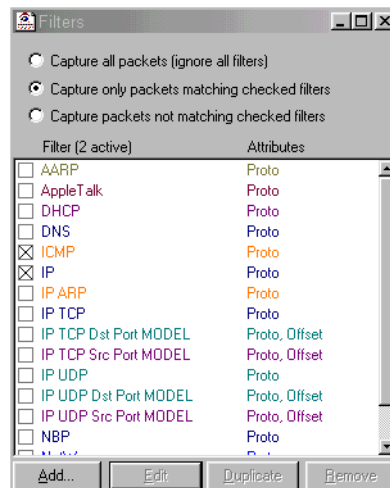 Filters
Capture all packets (ignore all filters)
Capture only packets matching checked filters
Capture packets not matching checked filters
Filter (2 active) Attributes
AARP Proto
AppleTalk Proto
DHCP Proto
DNS Proto
ICMP Proto
IP Proto
IP ARP Proto
IP TCP Proto
IP TCP Dst Port MODEL Proto, Offset
IP TCP Src Port MODEL Proto, Offset
IP UDP Proto
IP UDP Dst Port MODEL Proto, Offset
IP UDP Src Port MODEL Proto, Offset
NBP Proto
Add... Edit Duplicate Remove